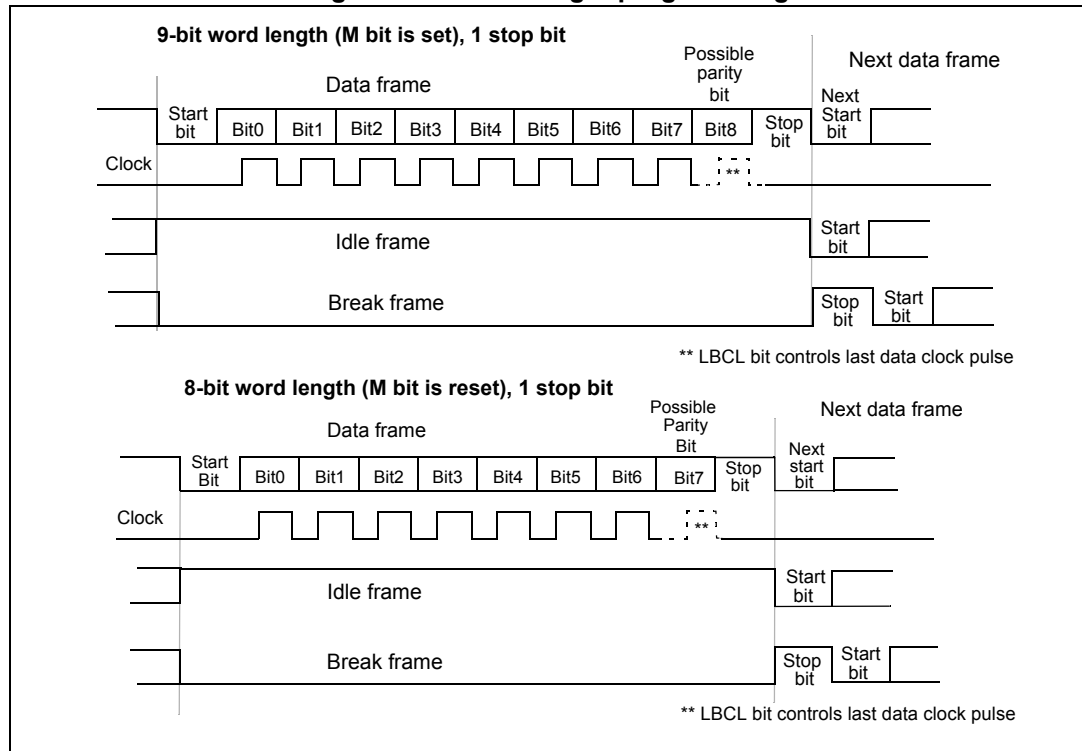 9-bit word length (M bit is set), 1 stop bit
Possible
parity
bit
Next data frame
Data frame
Start
bit
Bit0 Bit1 Bit2 Bit3 Bit4 Bit5 Bit6 Bit7 Bit8
Stop
bit
Next
Start
bit
Clock
**
Idle frame
Start
bit
Break frame
Stop
bit
Start
bit
** LBCL bit controls last data clock pulse
8-bit word length (M bit is reset), 1 stop bit
Possible
Parity
Bit
Next data frame
Data frame
Start
Bit
Bit0 Bit1 Bit2 Bit3 Bit4 Bit5 Bit6 Bit7
Stop
bit
Next
start
bit
Clock
**
Idle frame
Start
bit
Break frame
Stop
bit
Start
bit
** LBCL bit controls last data clock pulse